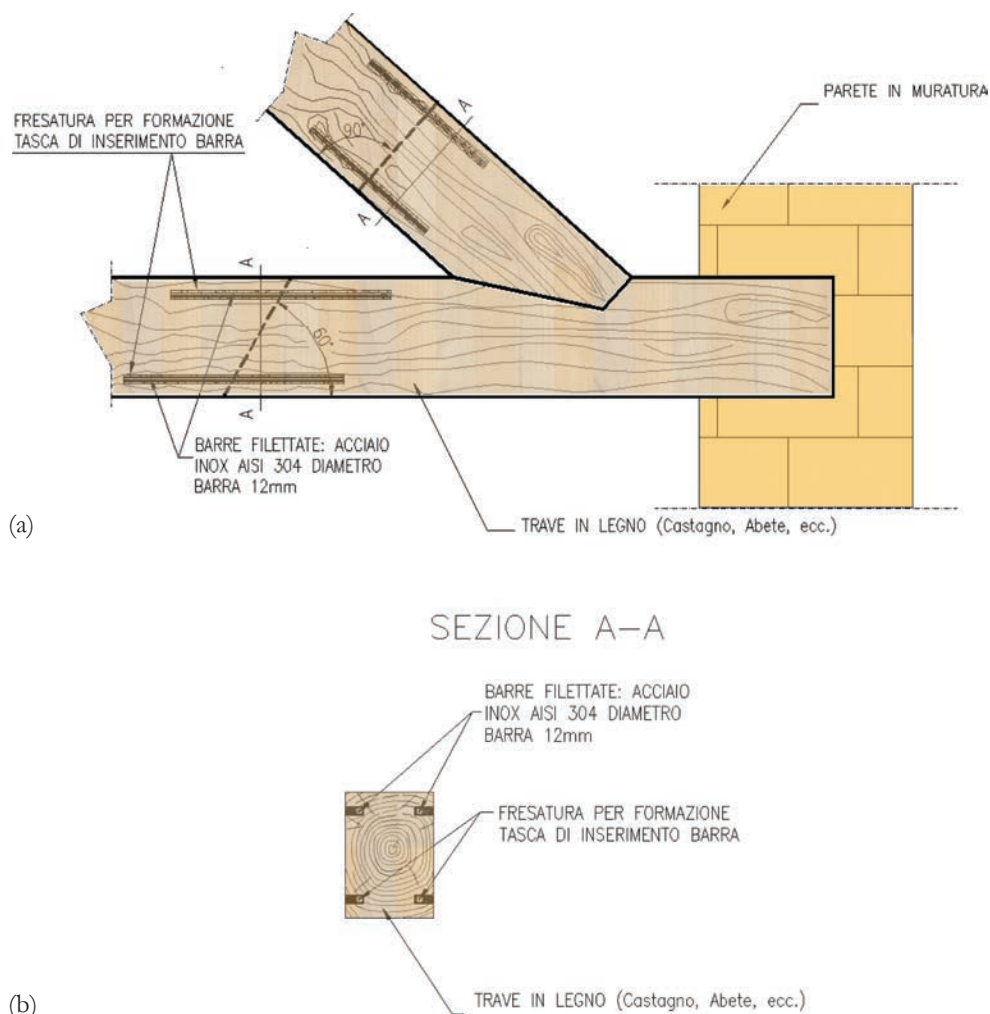 PARETE IN MURATURA
FRESATURA PER FORMAZIONE
TASCA DI INSERIMENTO BARRA
A
90°
A
A
60°
A
BARRE FILETTATE: ACCIAIO
INOX AISI 304 DIAMETRO
BARRA 12mm
(a)
TRAVE IN LEGNO (Castagno, Abete, ecc.)
SEZIONE A-A
BARRE FILETTATE: ACCIAIO
INOX AISI 304 DIAMETRO
BARRA 12mm
FRESATURA PER FORMAZIONE
TASCA DI INSERIMENTO BARRA
(b)
TRAVE IN LEGNO (Castagno, Abete, ecc.)